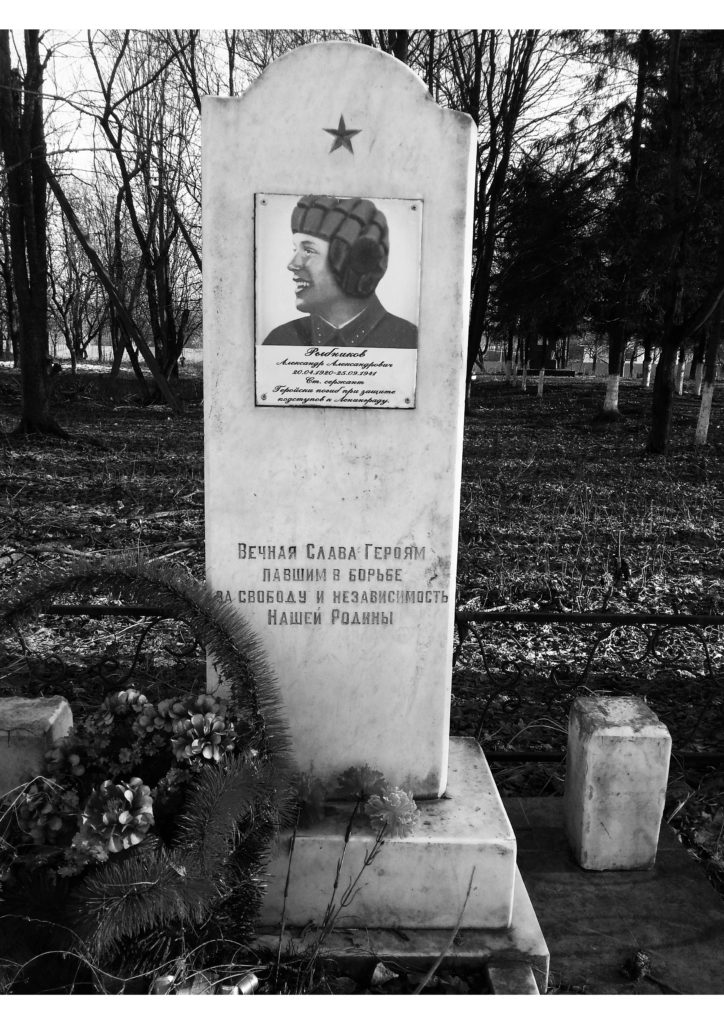 Рыбников
Александр Александрович
20.04.1920-25.09.1941
Ст. сержант
Геройски погиб при защите
подступов к Ленинграду.
Вечная Слава Героям
павшим в борьбе
за свободу и независимость
Нашей Родины